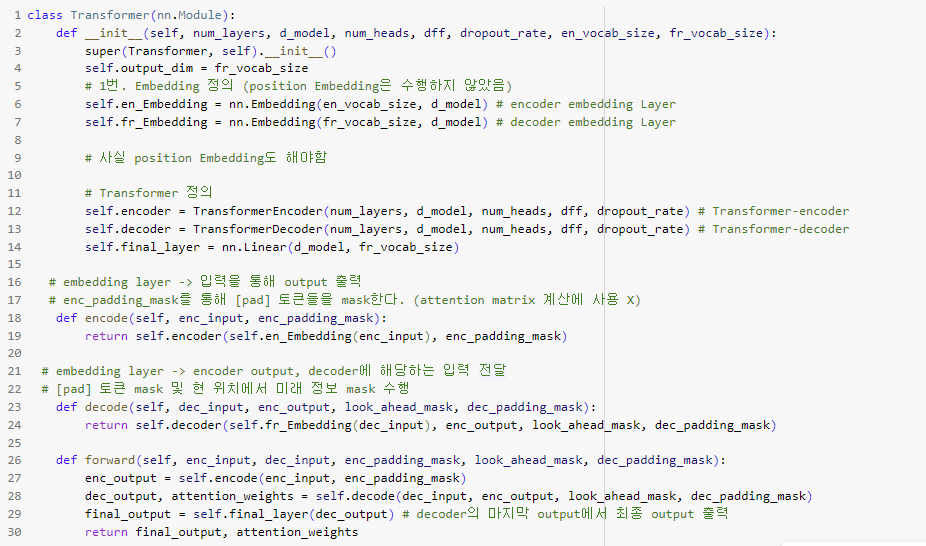 1 class Transformer(nn.Module):
2     def __init__(self, num_layers, d_model, num_heads, dff, dropout_rate, en_vocab_size, fr_vocab_size):
3         super(Transformer, self).__init__()
4         self.output_dim = fr_vocab_size
5         # 1번. Embedding 정의 (position Embedding은 수행하지 않았음)
6         self.en_Embedding = nn.Embedding(en_vocab_size, d_model) # encoder embedding Layer
7         self.fr_Embedding = nn.Embedding(fr_vocab_size, d_model) # decoder embedding Layer
8
9         # 사실 position Embedding도 해야함
10
11         # Transformer 정의
12         self.encoder = TransformerEncoder(num_layers, d_model, num_heads, dff, dropout_rate) # Transformer-encoder
13         self.decoder = TransformerDecoder(num_layers, d_model, num_heads, dff, dropout_rate) # Transformer-decoder
14         self.final_layer = nn.Linear(d_model, fr_vocab_size)
15
16    # embedding layer -> 입력을 통해 output 출력
17    # enc_padding_mask를 통해 [pad] 토큰들을 mask한다. (attention matrix 계산에 사용 X)
18     def encode(self, enc_input, enc_padding_mask):
19         return self.encoder(self.en_Embedding(enc_input), enc_padding_mask)
20
21   # embedding layer -> encoder output, decoder에 해당하는 입력 전달
22   # [pad] 토큰 mask 및 현 위치에서 미래 정보 mask 수행
23     def decode(self, dec_input, enc_output, look_ahead_mask, dec_padding_mask):
24         return self.decoder(self.fr_Embedding(dec_input), enc_output, look_ahead_mask, dec_padding_mask)
25
26     def forward(self, enc_input, dec_input, enc_padding_mask, look_ahead_mask, dec_padding_mask):
27         enc_output = self.encode(enc_input, enc_padding_mask)
28         dec_output, attention_weights = self.decode(dec_input, enc_output, look_ahead_mask, dec_padding_mask)
29         final_output = self.final_layer(dec_output) # decoder의 마지막 output에서 최종 output 출력
30         return final_output, attention_weights